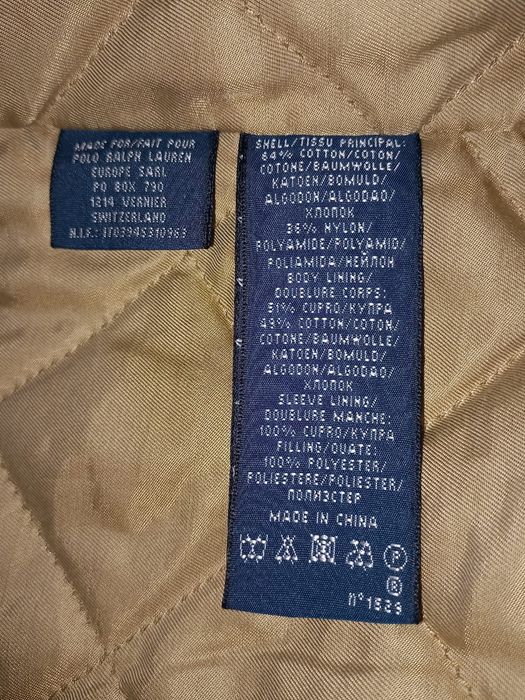 MADE FOR/FAIT POUR
POLO RALPH LAUREN
EUROPE SARL
PO BOX 790
1214 VERNIER
SWITZERLAND
N.I.F.: IT03945310963
SHELL/TISSU PRINCIPAL:
64% COTTON/COTON/
COTONE/BAUMWOLLE/
KATOEN/BOMULD/
ALGODON/ALGODAO/
ХЛОПОК
36% NYLON/
POLYAMIDE/POLYAMID/
POLIAMIDA/НЕЙЛОН
BODY LINING/
DOUBLURE CORPS:
51% CUPRO/КУПРА
49% COTTON/COTON/
COTONE/BAUMWOLLE/
KATOEN/BOMULD/
ALGODON/ALGODAO/
ХЛОПОК
SLEEVE LINING/
DOUBLURE MANCHE:
100% CUPRO/КУПРА
FILLING/OUATE:
100% POLYESTER/
POLIESTERE/POLIESTER/
ПОЛИЭСТЕР
MADE IN CHINA
P
R
n° 1829